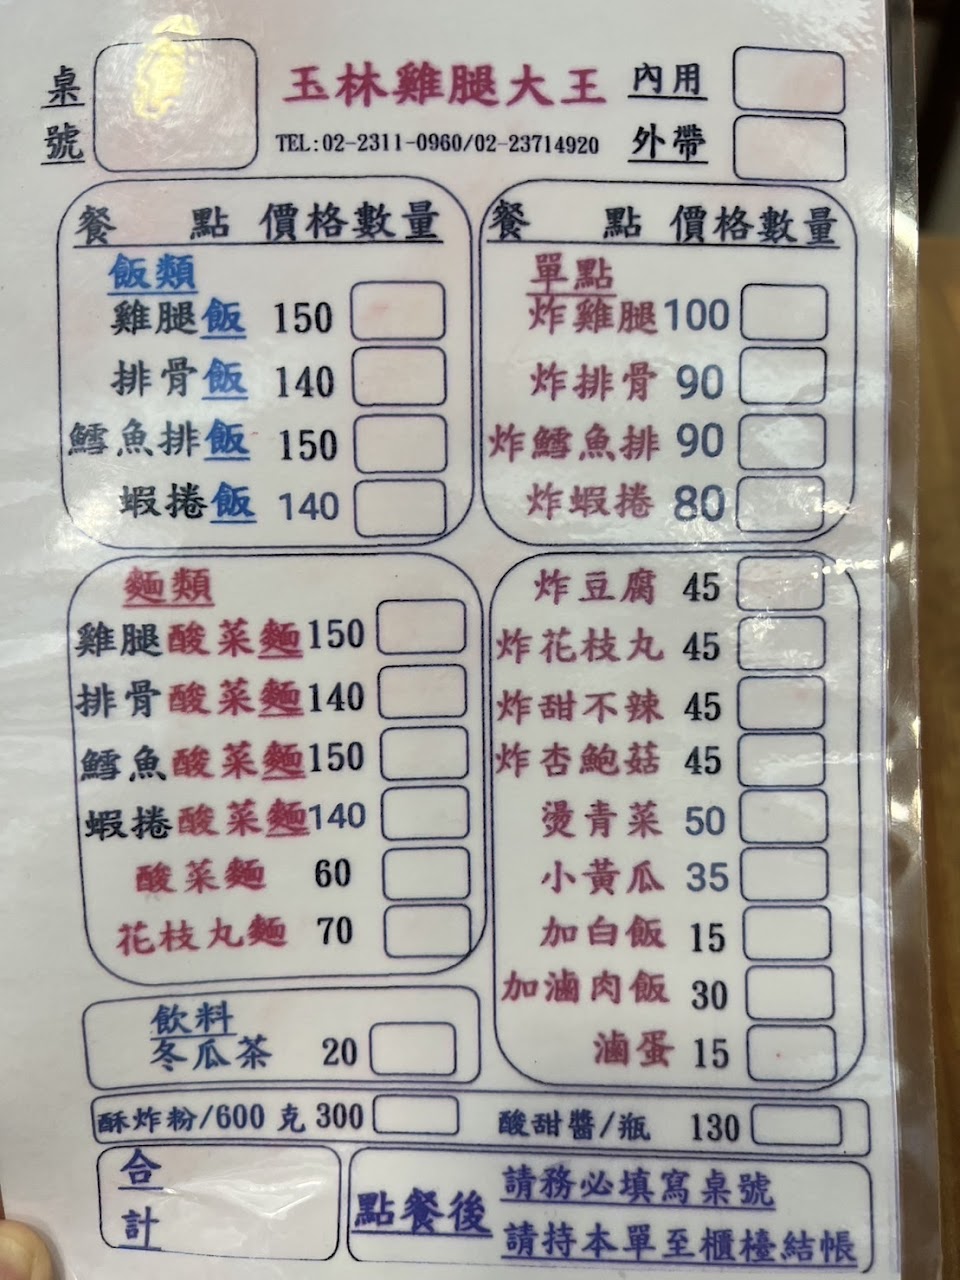 桌號
玉林雞腿大王
TEL:02-2311-0960/02-23714920
內用
外帶
餐 點 價格 數量
飯類
雞腿飯 150
排骨飯 140
鱈魚排飯 150
蝦捲飯 140
餐 點 價格 數量
單點
炸雞腿 100
炸排骨 90
炸鱈魚排 90
炸蝦捲 80
麵類
雞腿酸菜麵 150
排骨酸菜麵 140
鱈魚酸菜麵 150
蝦捲酸菜麵 140
酸菜麵 60
花枝丸麵 70
炸豆腐 45
炸花枝丸 45
炸甜不辣 45
炸杏鮑菇 45
燙青菜 50
小黃瓜 35
加白飯 15
加滷肉飯 30
滷蛋 15
飲料
冬瓜茶 20
酥炸粉/600 克 300
酸甜醬/瓶 130
合計
點餐後
請務必填寫桌號
請持本單至櫃檯結帳